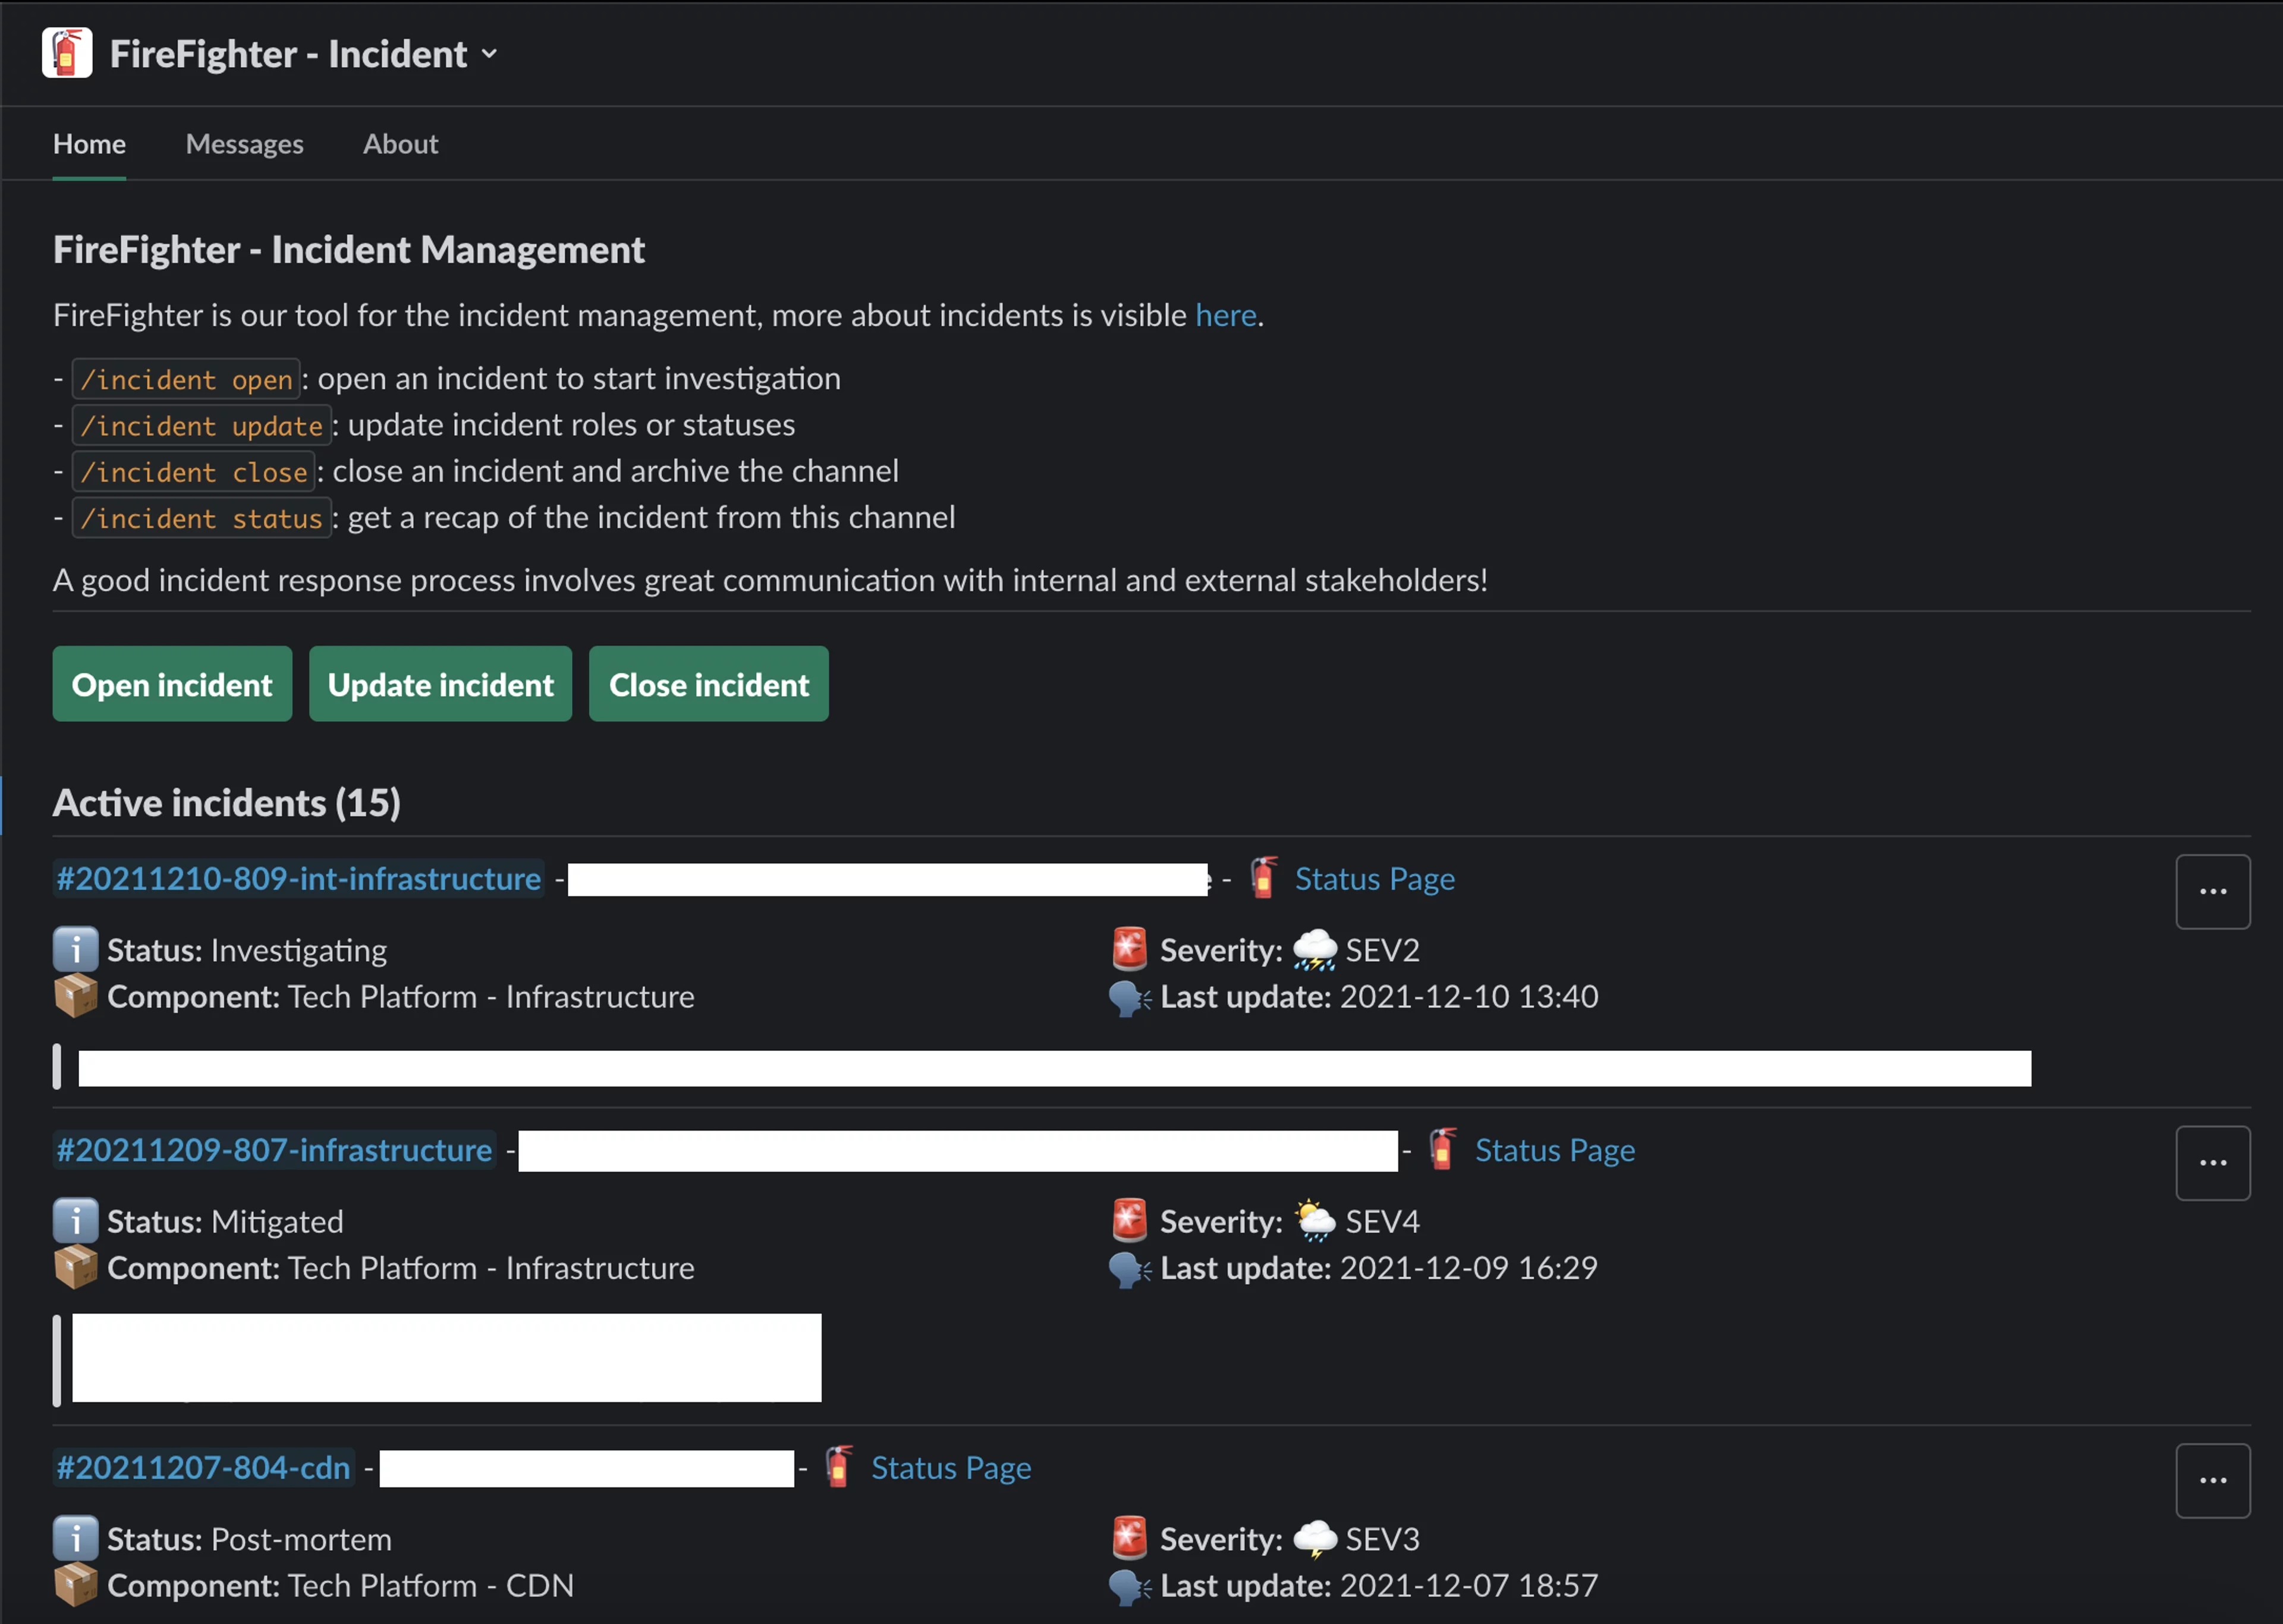 FireFighter - Incident
Home Messages About
FireFighter - Incident Management
FireFighter is our tool for the incident management, more about incidents is visible here.
- /incident open: open an incident to start investigation
- /incident update: update incident roles or statuses
- /incident close: close an incident and archive the channel
- /incident status: get a recap of the incident from this channel
A good incident response process involves great communication with internal and external stakeholders!
Open incident Update incident Close incident
Active incidents (15)
#20211210-809-int-infrastructure - - Status Page
Status: Investigating Severity: SEV2
Component: Tech Platform - Infrastructure Last update: 2021-12-10 13:40
#20211209-807-infrastructure - - Status Page
Status: Mitigated Severity: SEV4
Component: Tech Platform - Infrastructure Last update: 2021-12-09 16:29
#20211207-804-cdn - - Status Page
Status: Post-mortem Severity: SEV3
Component: Tech Platform - CDN Last update: 2021-12-07 18:57